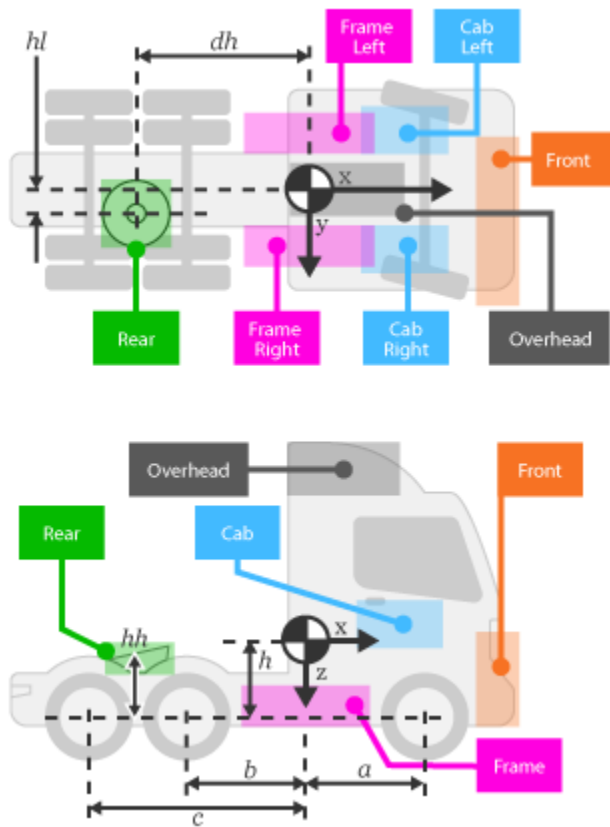 hl
dh
Frame
Left
Cab
Left
Front
x
y
Rear
Frame
Right
Cab
Right
Overhead
Overhead
Front
Rear
Cab
hh
h
x
z
b
a
c
Frame